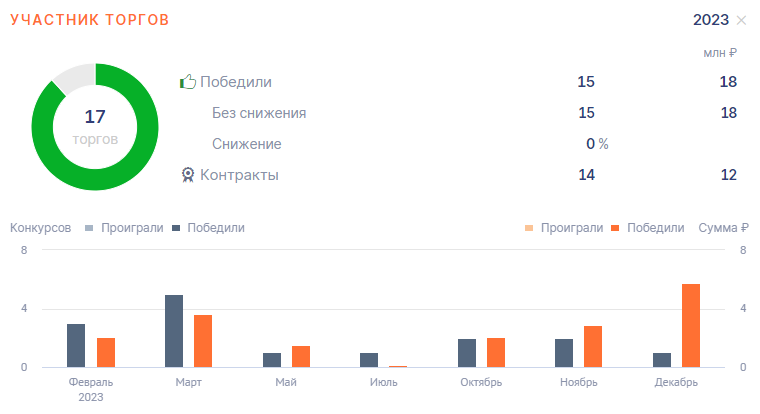 УЧАСТНИК ТОРГОВ 2023 ×
млн ₽
17
торгов
Победили 15 18
Без снижения 15 18
Снижение 0 %
Контракты 14 12
Конкурсов Проиграли Победили Проиграли Победили Сумма ₽
8 8
4 4
0 0
Февраль Март Май Июль Октябрь Ноябрь Декабрь
2023